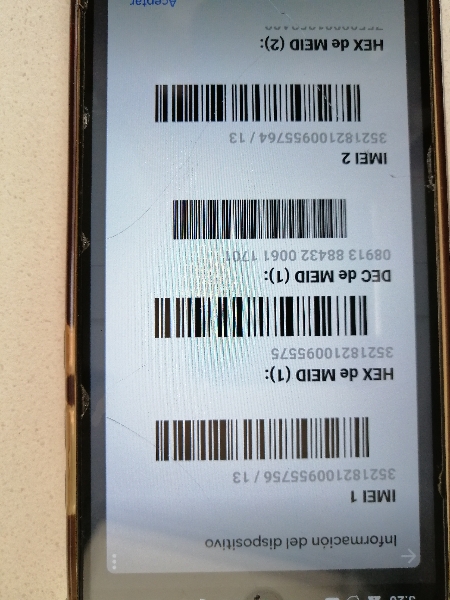 Información del dispositivo
IMEI 1
352182100955756 / 13
HEX de MEID (1):
35218210095575
DEC de MEID (1):
08913 88432 0061 1701
IMEI 2
352182100955764 / 13
HEX de MEID (2):
Aceptar